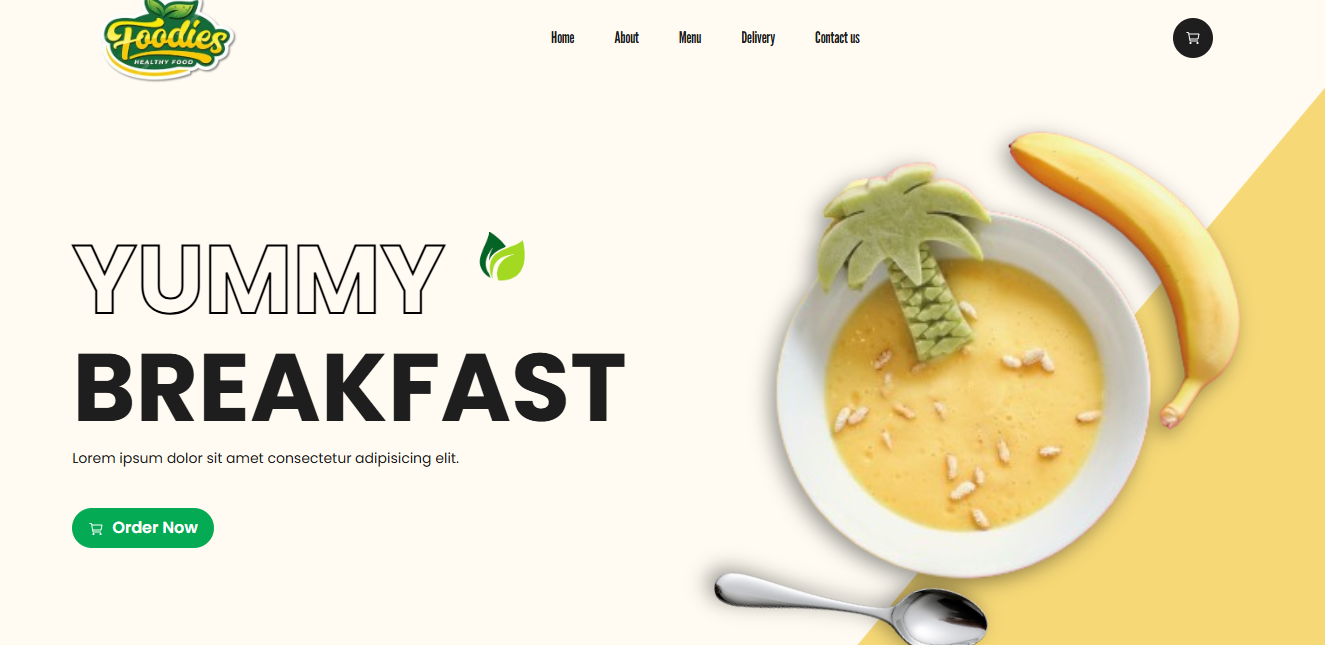 Foodies
HEALTHY FOOD
Home About Menu Delivery Contact us
YUMMY
BREAKFAST
Lorem ipsum dolor sit amet consectetur adipisicing elit.
Order Now